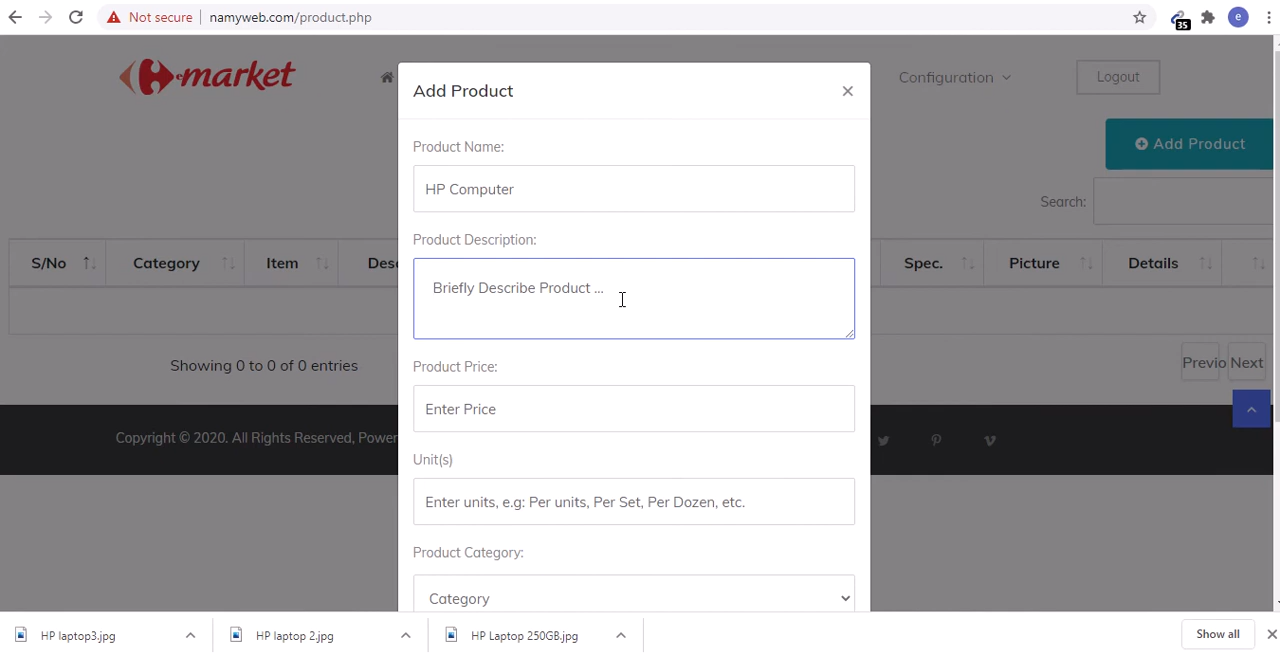 Not secure
namyweb.com/product.php
35
e
e market
Configuration
Logout
Add Product
×
Add Product
Product Name:
HP Computer
Search:
Product Description:
S/No
Category
Item
Desc
Spec.
Picture
Details
Briefly Describe Product ...
Showing 0 to 0 of 0 entries
Previo
Next
Product Price:
Enter Price
Copyright © 2020. All Rights Reserved, Power
Unit(s)
Enter units, e.g: Per units, Per Set, Per Dozen, etc.
Product Category:
Category
HP laptop3.jpg
HP laptop 2.jpg
HP Laptop 250GB.jpg
Show all